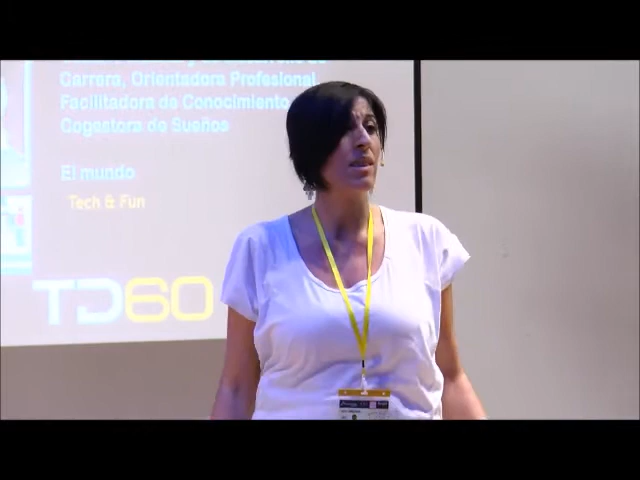 Carrera, Orientadora Profesional
Facilitadora de Conocimiento
Cogestora de Sueños
El mundo
Tech & Fun
TD60